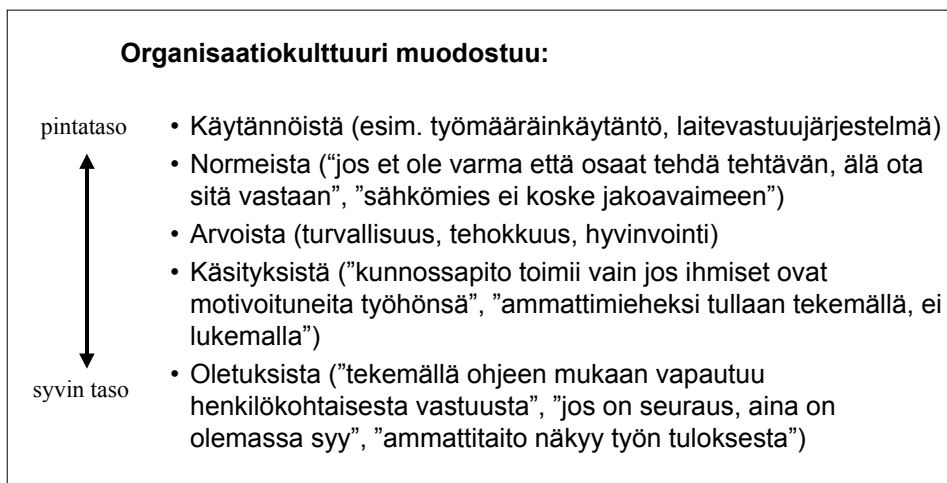 Organisaatiokulttuuri muodostuu:
pintataso
• Käytännöistä (esim. työmääräinkäytäntö, laitevastuujärjestelmä)
• Normeista (“jos et ole varma että osaat tehdä tehtävän, älä ota
sitä vastaan”, ”sähkömies ei koske jakoavaimeen”)
• Arvoista (turvallisuus, tehokkuus, hyvinvointi)
• Käsityksistä (”kunnossapito toimii vain jos ihmiset ovat
motivoituneita työhönsä”, ”ammattimieheksi tullaan tekemällä, ei
lukemalla”)
syvin taso
• Oletuksista (”tekemällä ohjeen mukaan vapautuu
henkilökohtaisesta vastuusta”, ”jos on seuraus, aina on
olemassa syy”, ”ammattitaito näkyy työn tuloksesta”)